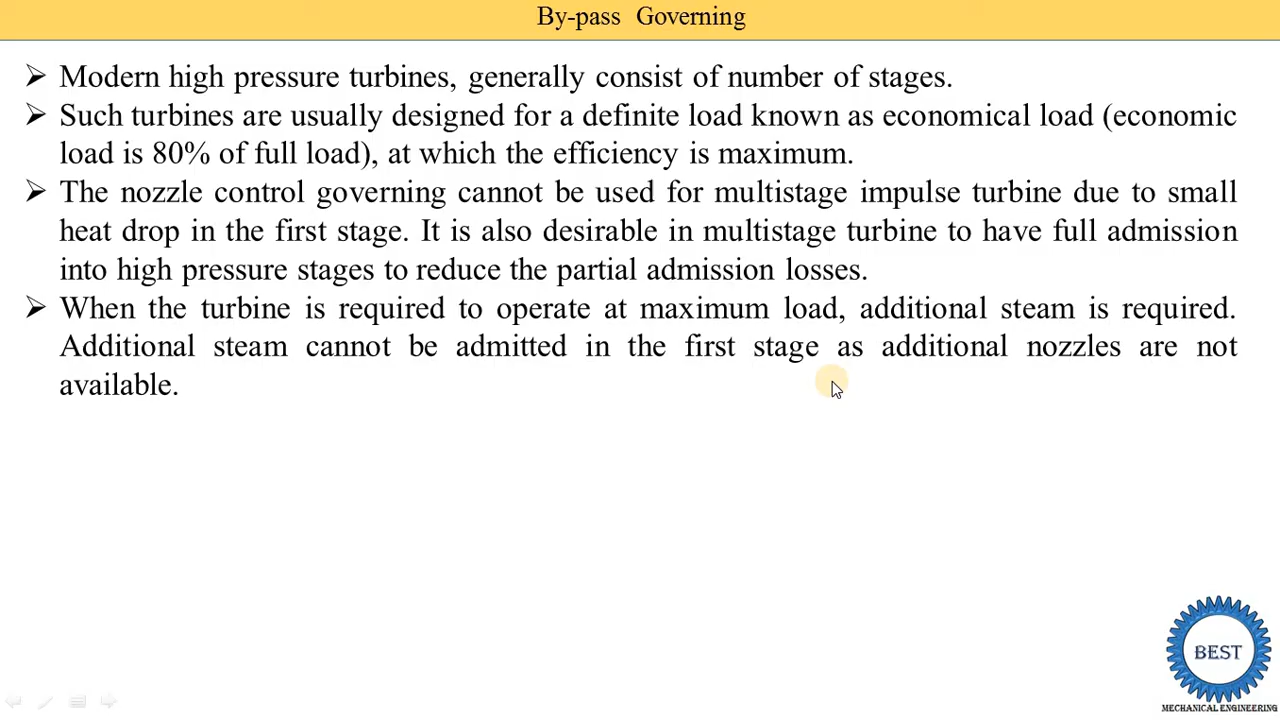 By-pass Governing
➢ Modern high pressure turbines, generally consist of number of stages.
➢ Such turbines are usually designed for a definite load known as economical load (economic
load is 80% of full load), at which the efficiency is maximum.
➢ The nozzle control governing cannot be used for multistage impulse turbine due to small
heat drop in the first stage. It is also desirable in multistage turbine to have full admission
into high pressure stages to reduce the partial admission losses.
➢ When the turbine is required to operate at maximum load, additional steam is required.
Additional steam cannot be admitted in the first stage as additional nozzles are not
available.
BEST
MECHANICAL ENGINEERING